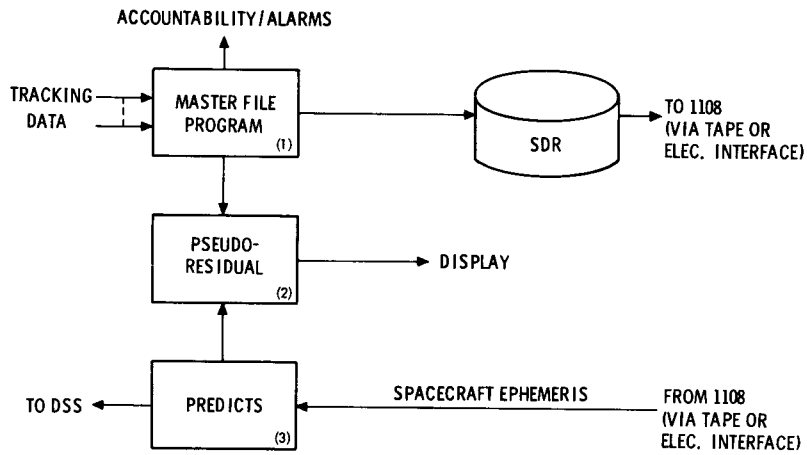 ACCOUNTABILITY/ALARMS
TRACKING
DATA
MASTER FILE
PROGRAM
(1)
SDR
TO 1108
(VIA TAPE OR
ELEC. INTERFACE)
PSEUDO-
RESIDUAL
(2)
DISPLAY
TO DSS
PREDICTS
(3)
SPACECRAFT EPHEMERIS
FROM 1108
(VIA TAPE OR
ELEC. INTERFACE)